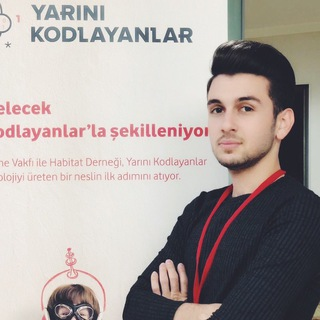 YARINI
KODLAYANLAR
elecek
odlayanlar'la şekilleniyor
ne Vakfı ile Habitat Derneği, Yarını Kodlayanlar
olojiyi üreten bir neslin ilk adımını atıyor.